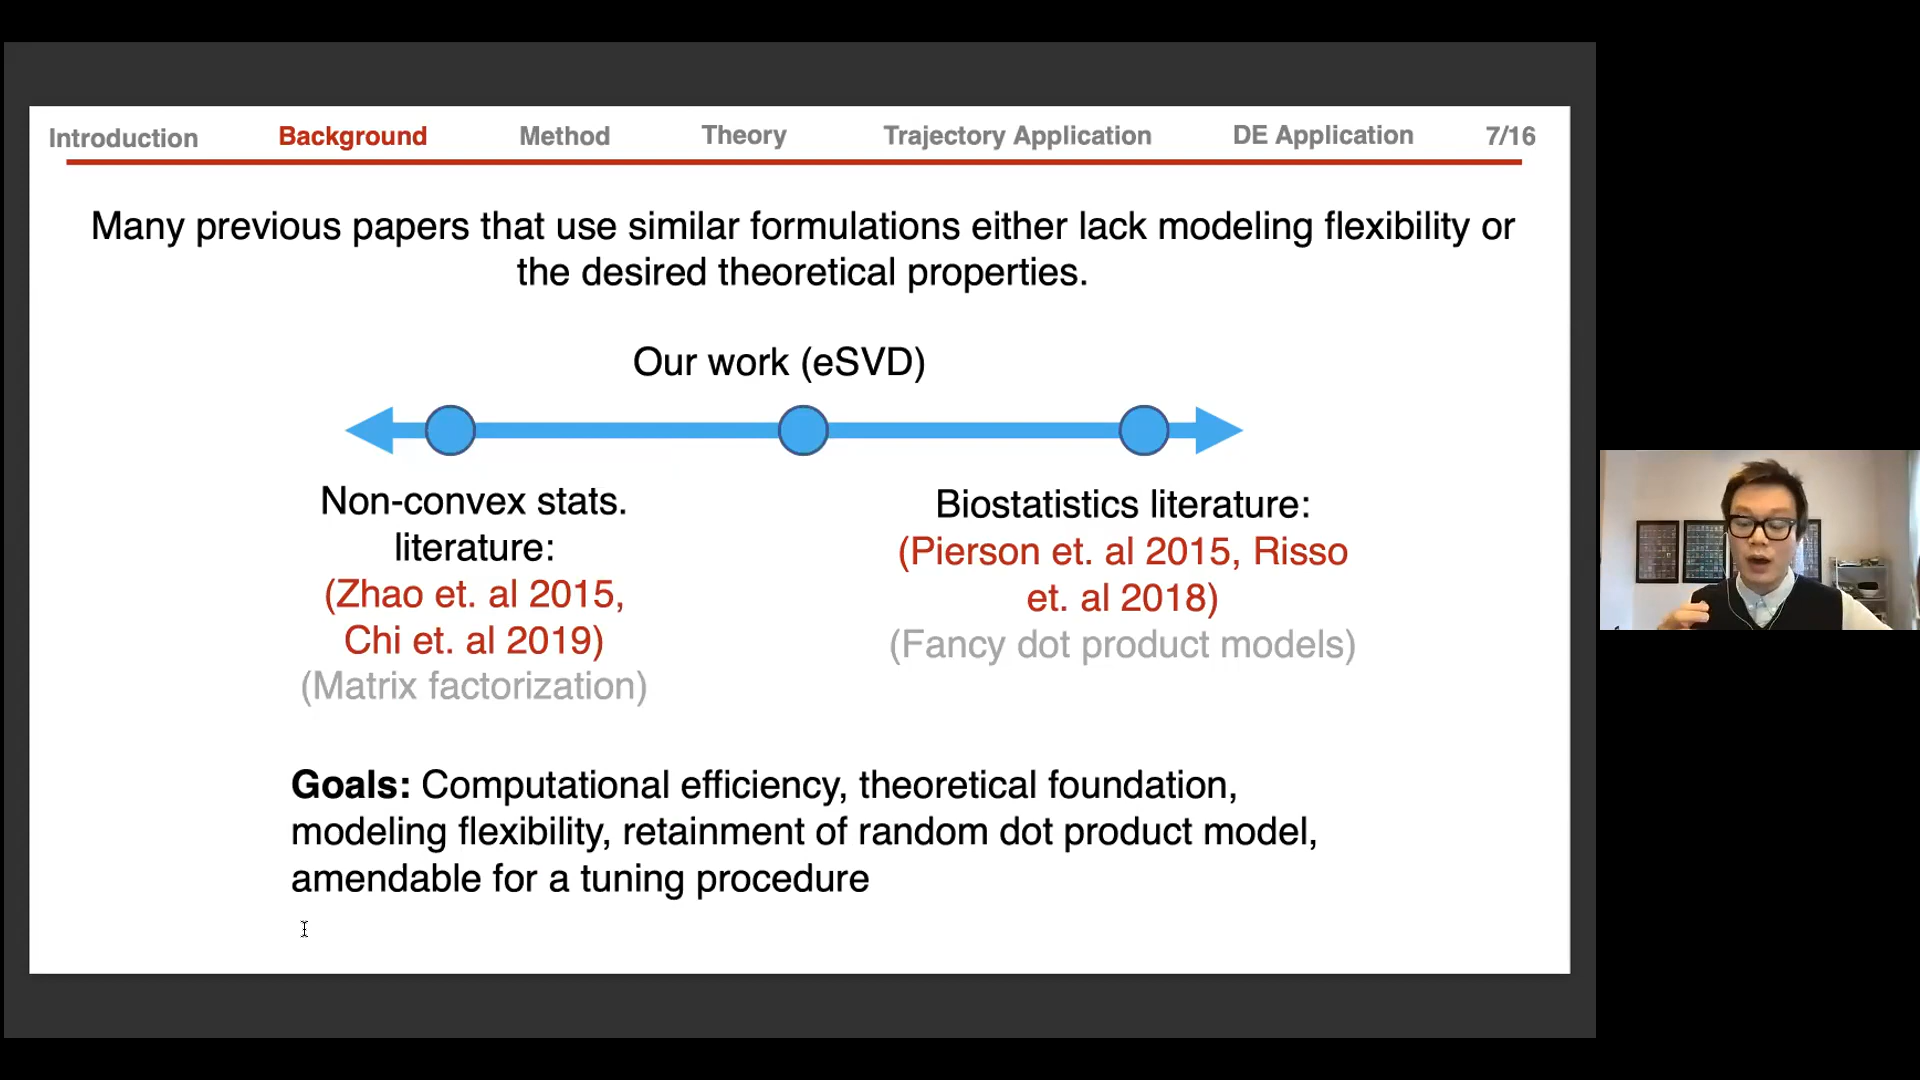 Introduction Background Method Theory Trajectory Application DE Application 7/16
Many previous papers that use similar formulations either lack modeling flexibility or
the desired theoretical properties.
Our work (eSVD)
Non-convex stats.
literature:
(Zhao et. al 2015,
Chi et. al 2019)
(Matrix factorization)
Biostatistics literature:
(Pierson et. al 2015, Risso
et. al 2018)
(Fancy dot product models)
Goals: Computational efficiency, theoretical foundation,
modeling flexibility, retainment of random dot product model,
amendable for a tuning procedure